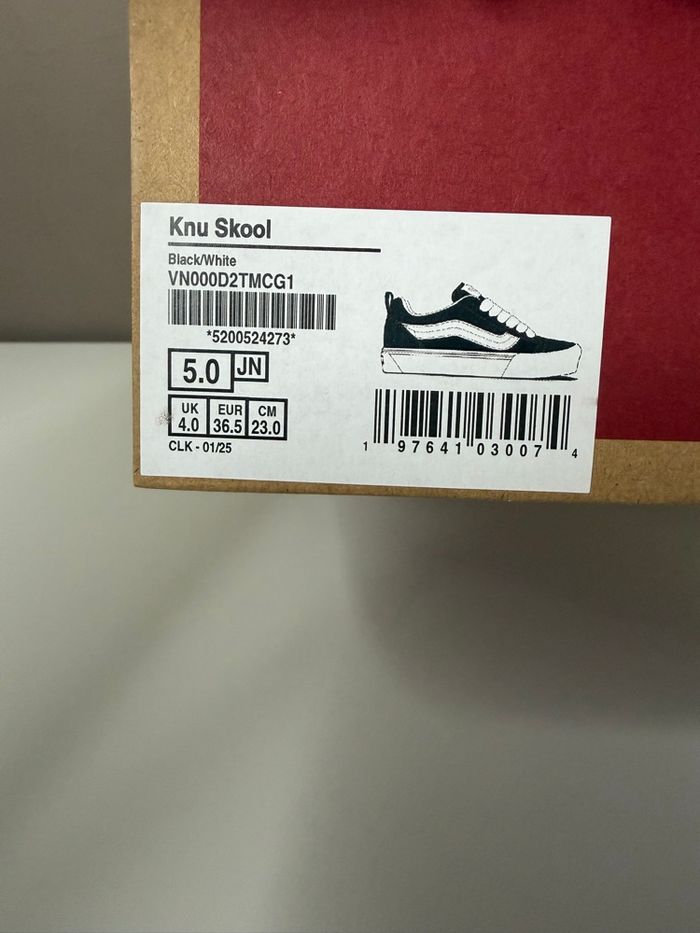 Knu Skool
Black/White
VN000D2TMCG1
*5200524273*
5.0 JN
UK EUR CM
4.0 36.5 23.0
CLK - 01/25
1 97641 03007 4